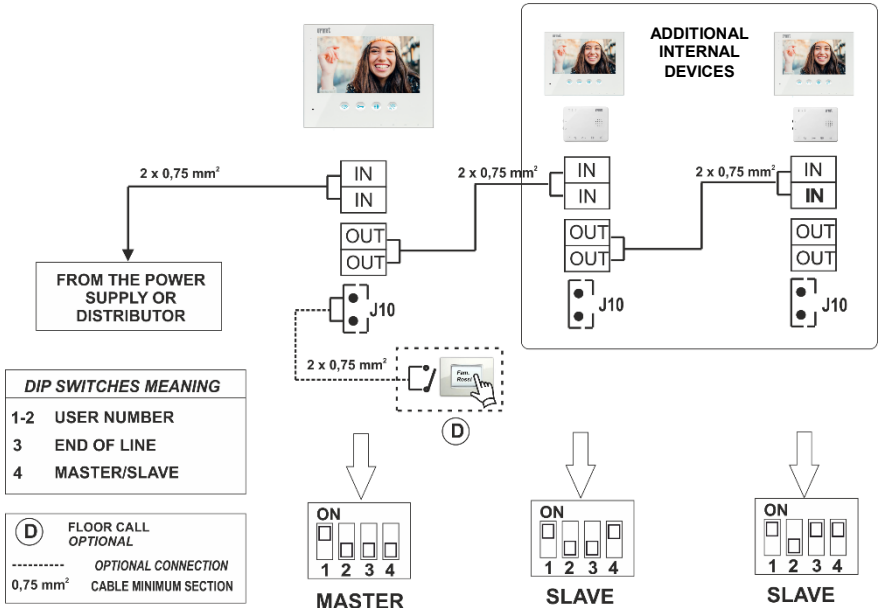 ADDITIONAL
INTERNAL
DEVICES
2 x 0,75 mm²
IN
IN
OUT
OUT
J10
2 x 0,75 mm²
IN
IN
OUT
OUT
J10
2 x 0,75 mm²
IN
IN
OUT
OUT
J10
FROM THE POWER
SUPPLY OR
DISTRIBUTOR
2 x 0,75 mm²
Fam.
Rossi
D
DIP SWITCHES MEANING
1-2 USER NUMBER
3 END OF LINE
4 MASTER/SLAVE
D FLOOR CALL
OPTIONAL
OPTIONAL CONNECTION
0,75 mm² CABLE MINIMUM SECTION
ON
1 2 3 4
MASTER
ON
1 2 3 4
SLAVE
ON
1 2 3 4
SLAVE